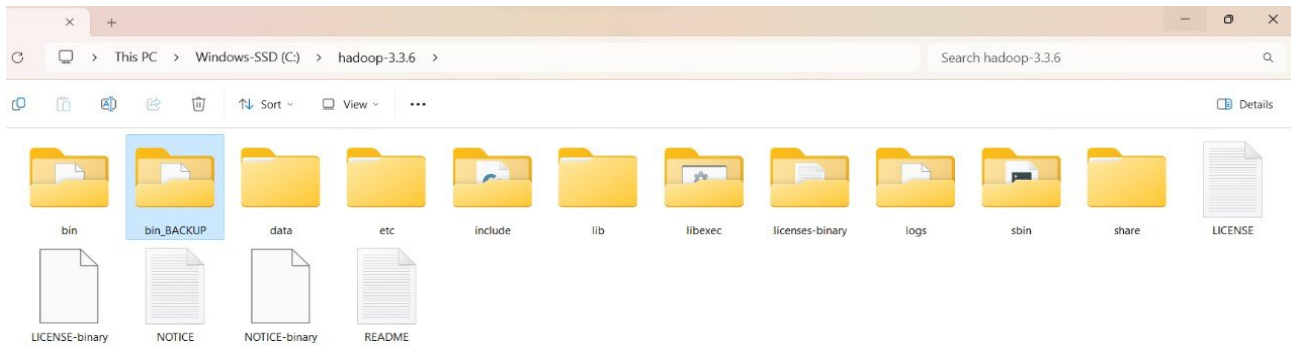 This PC > Windows-SSD (C:) > hadoop-3.3.6 > Search hadoop-3.3.6
Sort View ... Details
bin bin_BACKUP data etc include lib libexec licenses-binary logs sbin share LICENSE
LICENSE-binary NOTICE NOTICE-binary README